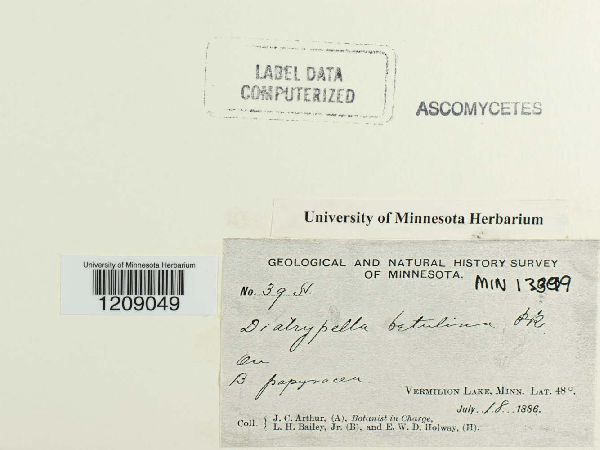 LABEL DATA
COMPUTERIZED
ASCOMYCETES
University of Minnesota Herbarium
University of Minnesota Herbarium
1209049
GEOLOGICAL AND NATURAL HISTORY SURVEY
OF MINNESOTA.
No. 39
Diatrypella betulina Pk
On
B papyracea
VERMILION LAKE, MINN. LAT. 48°.
July 18 1886.
Coll. } J. C. Arthur, (A), Botanist in Charge,
L. H. Bailey, Jr. (B), and E. W. D. Holway, (H).